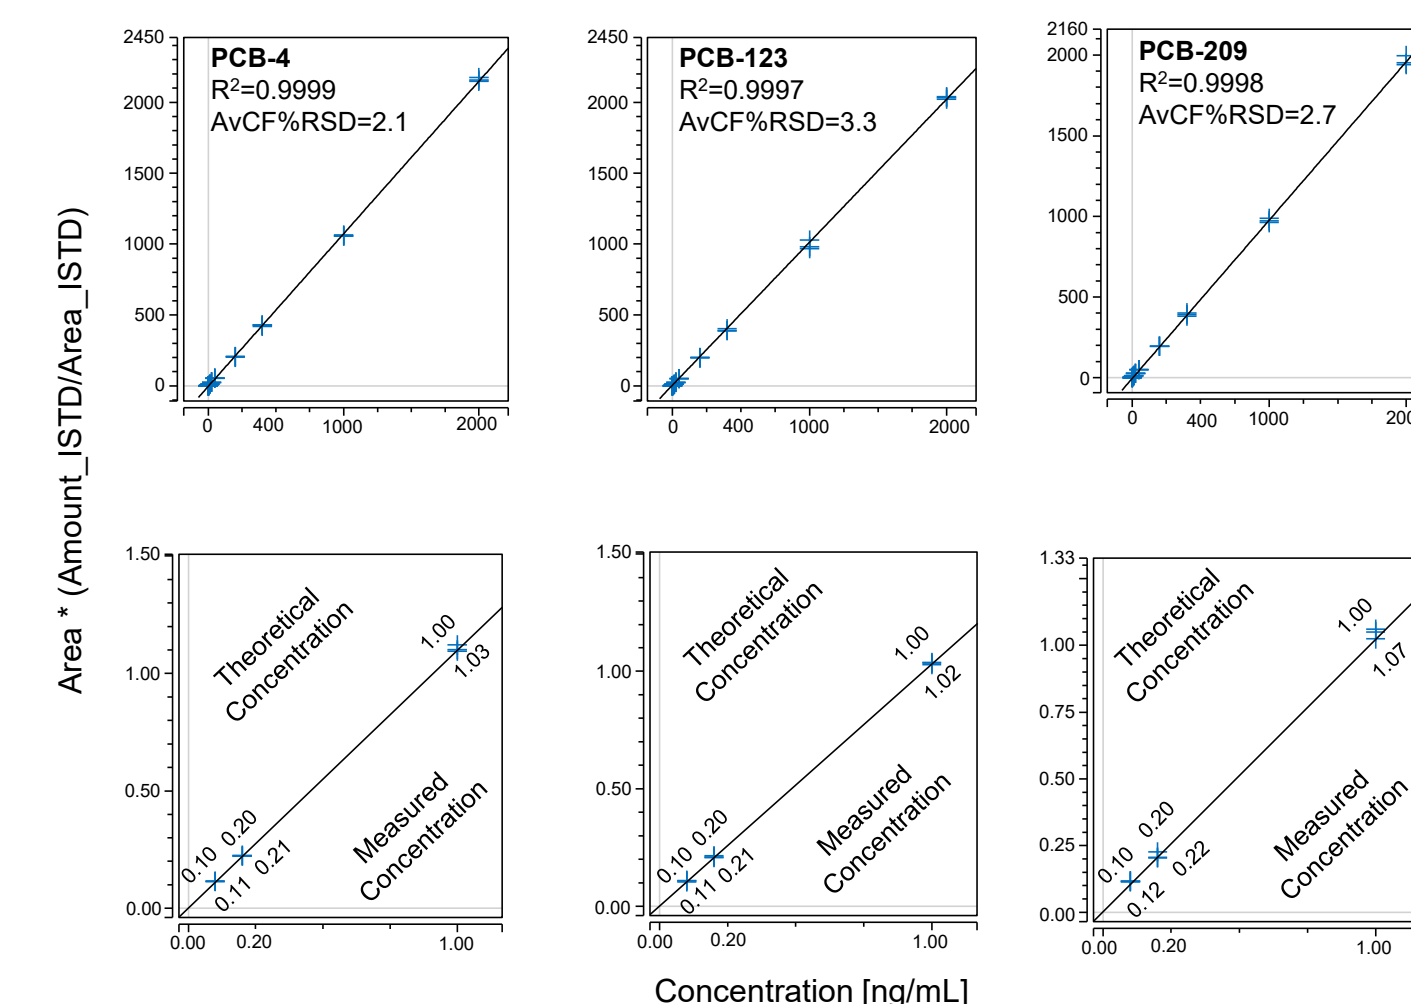 Area * (Amount_ISTD/Area_ISTD)
2450
2000
1500
1000
500
0
PCB-4
R²=0.9999
AvCF%RSD=2.1
0 400 1000 2000
2450
2000
1500
1000
500
0
PCB-123
R²=0.9997
AvCF%RSD=3.3
0 400 1000 2000
2160
2000
1500
1000
500
0
PCB-209
R²=0.9998
AvCF%RSD=2.7
0 400 1000
1.50
1.00
0.50
0.00
Theoretical
Concentration
Measured
Concentration
1.00
1.03
0.20
0.21
0.10
0.11
0.00 0.20 1.00
1.50
1.00
0.50
0.00
Theoretical
Concentration
Measured
Concentration
1.00
1.02
0.20
0.21
0.10
0.11
0.00 0.20 1.00
1.33
1.00
0.75
0.50
0.25
0.00
Theoretical
Concentration
Measured
Concentration
1.00
1.07
0.20
0.22
0.10
0.12
0.00 0.20 1.00
Concentration [ng/mL]